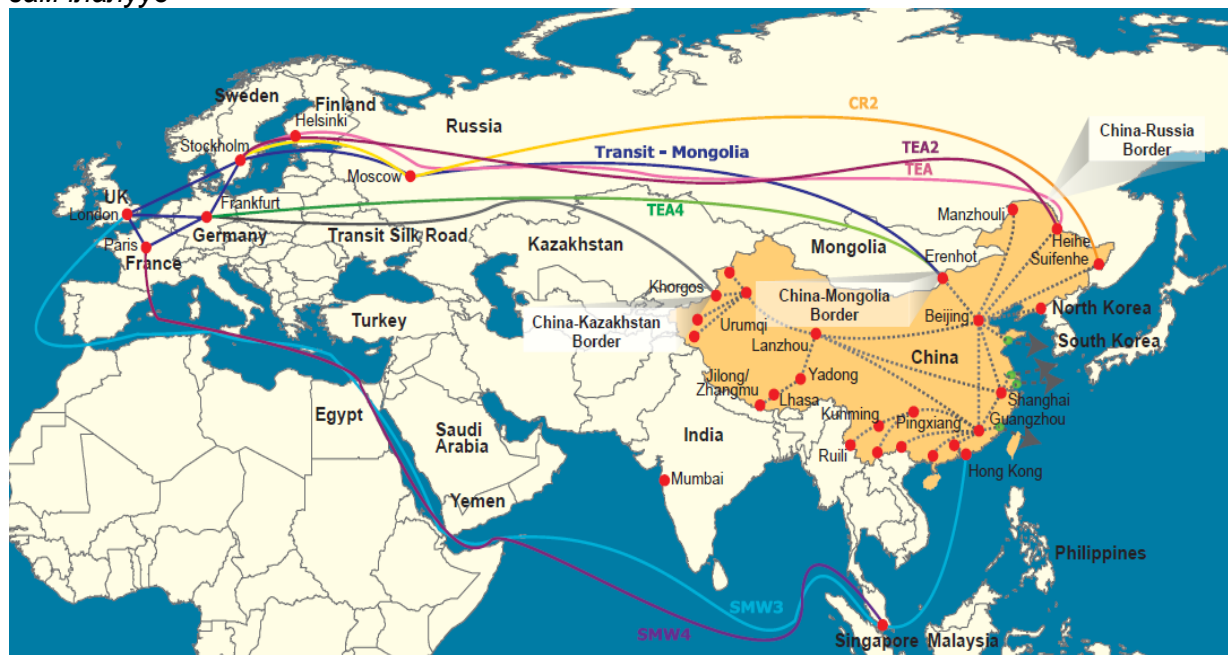 Sweden
Finland
Helsinki
Russia
CR2
China-Russia
Border
Stockholm
Transit - Mongolia
TEA2
TEA
Moscow
UK
London
Frankfurt
TEA4
Manzhouli
Germany
Transit Silk Road
Kazakhstan
Mongolia
Heihe
Paris
France
Erenhot
Suifenhe
Khorgos
China-Mongolia
Border
Beijing
North Korea
Turkey
China-Kazakhstan
Border
Urumqi
Lanzhou
China
South Korea
Jilong/
Zhangmu
Yadong
Lhasa
Shanghai
Egypt
Saudi
Arabia
Kunming
Pingxiang
Guangzhou
India
Ruili
Hong Kong
Mumbai
Yemen
Philippines
SMW3
SMW4
Singapore
Malaysia